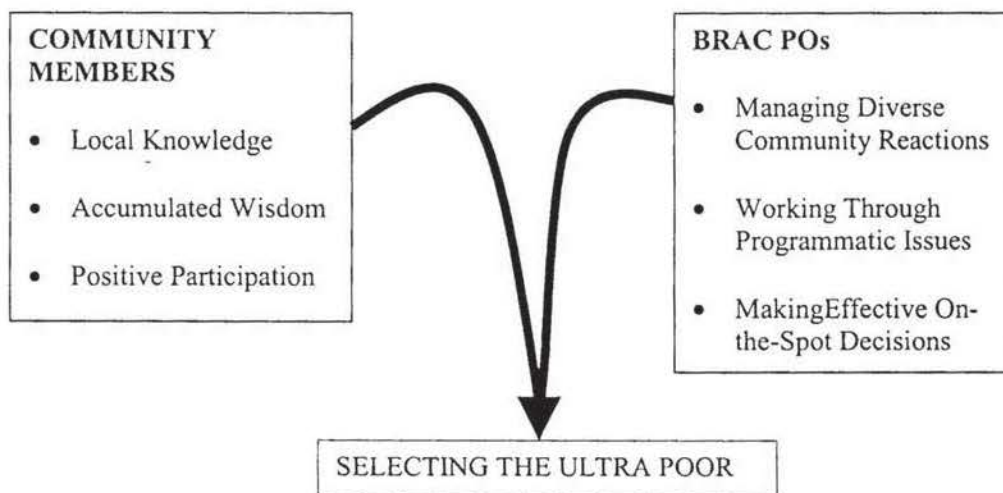 COMMUNITY
MEMBERS
• Local Knowledge
• Accumulated Wisdom
• Positive Participation
BRAC POs
• Managing Diverse
Community Reactions
• Working Through
Programmatic Issues
• MakingEffective On-
the-Spot Decisions
SELECTING THE ULTRA POOR